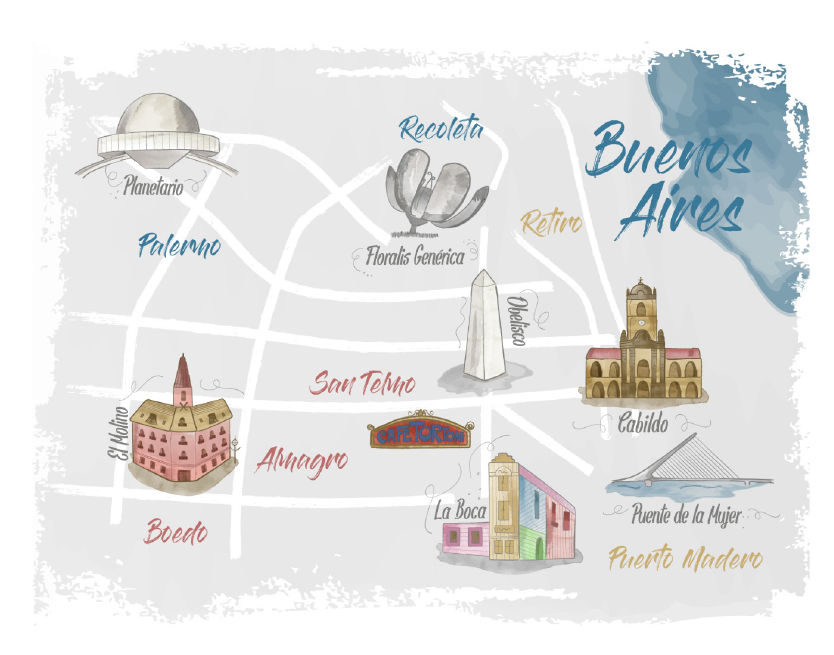 Recoleta
Buenos
Aires
Planetario
Retiro
Palermo
Floralis Genérica
Obelisco
San Telmo
El Molino
Cabildo
CAFE TORTONI
Almagro
La Boca
Puente de la Mujer
Boedo
Puerto Madero